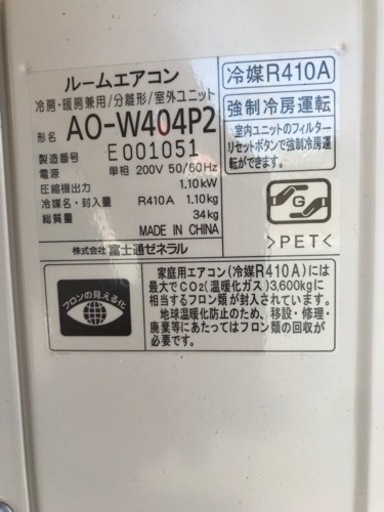 ルームエアコン
冷房・暖房兼用/分離形/室外ユニット
形名 AO-W404P2
製造番号 E001051
電源 単相 200V 50/60Hz
圧縮機出力 1.10kW
冷媒名・封入量 R410A 1.10kg
総質量 34kg
MADE IN CHINA
株式会社 富士通ゼネラル
冷媒R410A
強制冷房運転
室内ユニットのフィルター
リセットボタンで強制冷房運
転ができます。
G
>PET<
フロンの見える化
家庭用エアコン(冷媒R410A)には
最大でCO2(温暖化ガス)3,600kgに
相当するフロン類が封入されています。
地球温暖化防止のため、移設・修理・
廃棄等にあたってはフロン類の回収が
必要です。